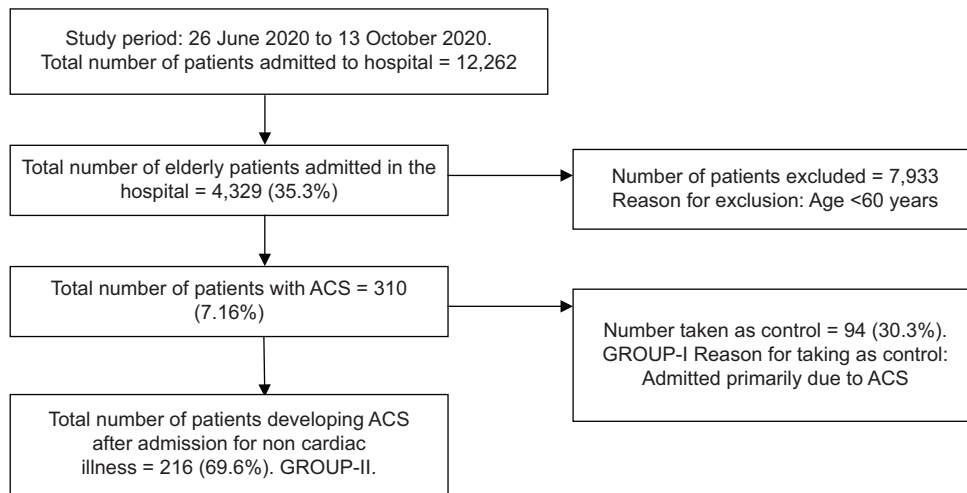 Study period: 26 June 2020 to 13 October 2020.
Total number of patients admitted to hospital = 12,262
Total number of elderly patients admitted in the
hospital = 4,329 (35.3%)
Number of patients excluded = 7,933
Reason for exclusion: Age <60 years
Total number of patients with ACS = 310
(7.16%)
Number taken as control = 94 (30.3%).
GROUP-I Reason for taking as control:
Admitted primarily due to ACS
Total number of patients developing ACS
after admission for non cardiac
illness = 216 (69.6%). GROUP-II.